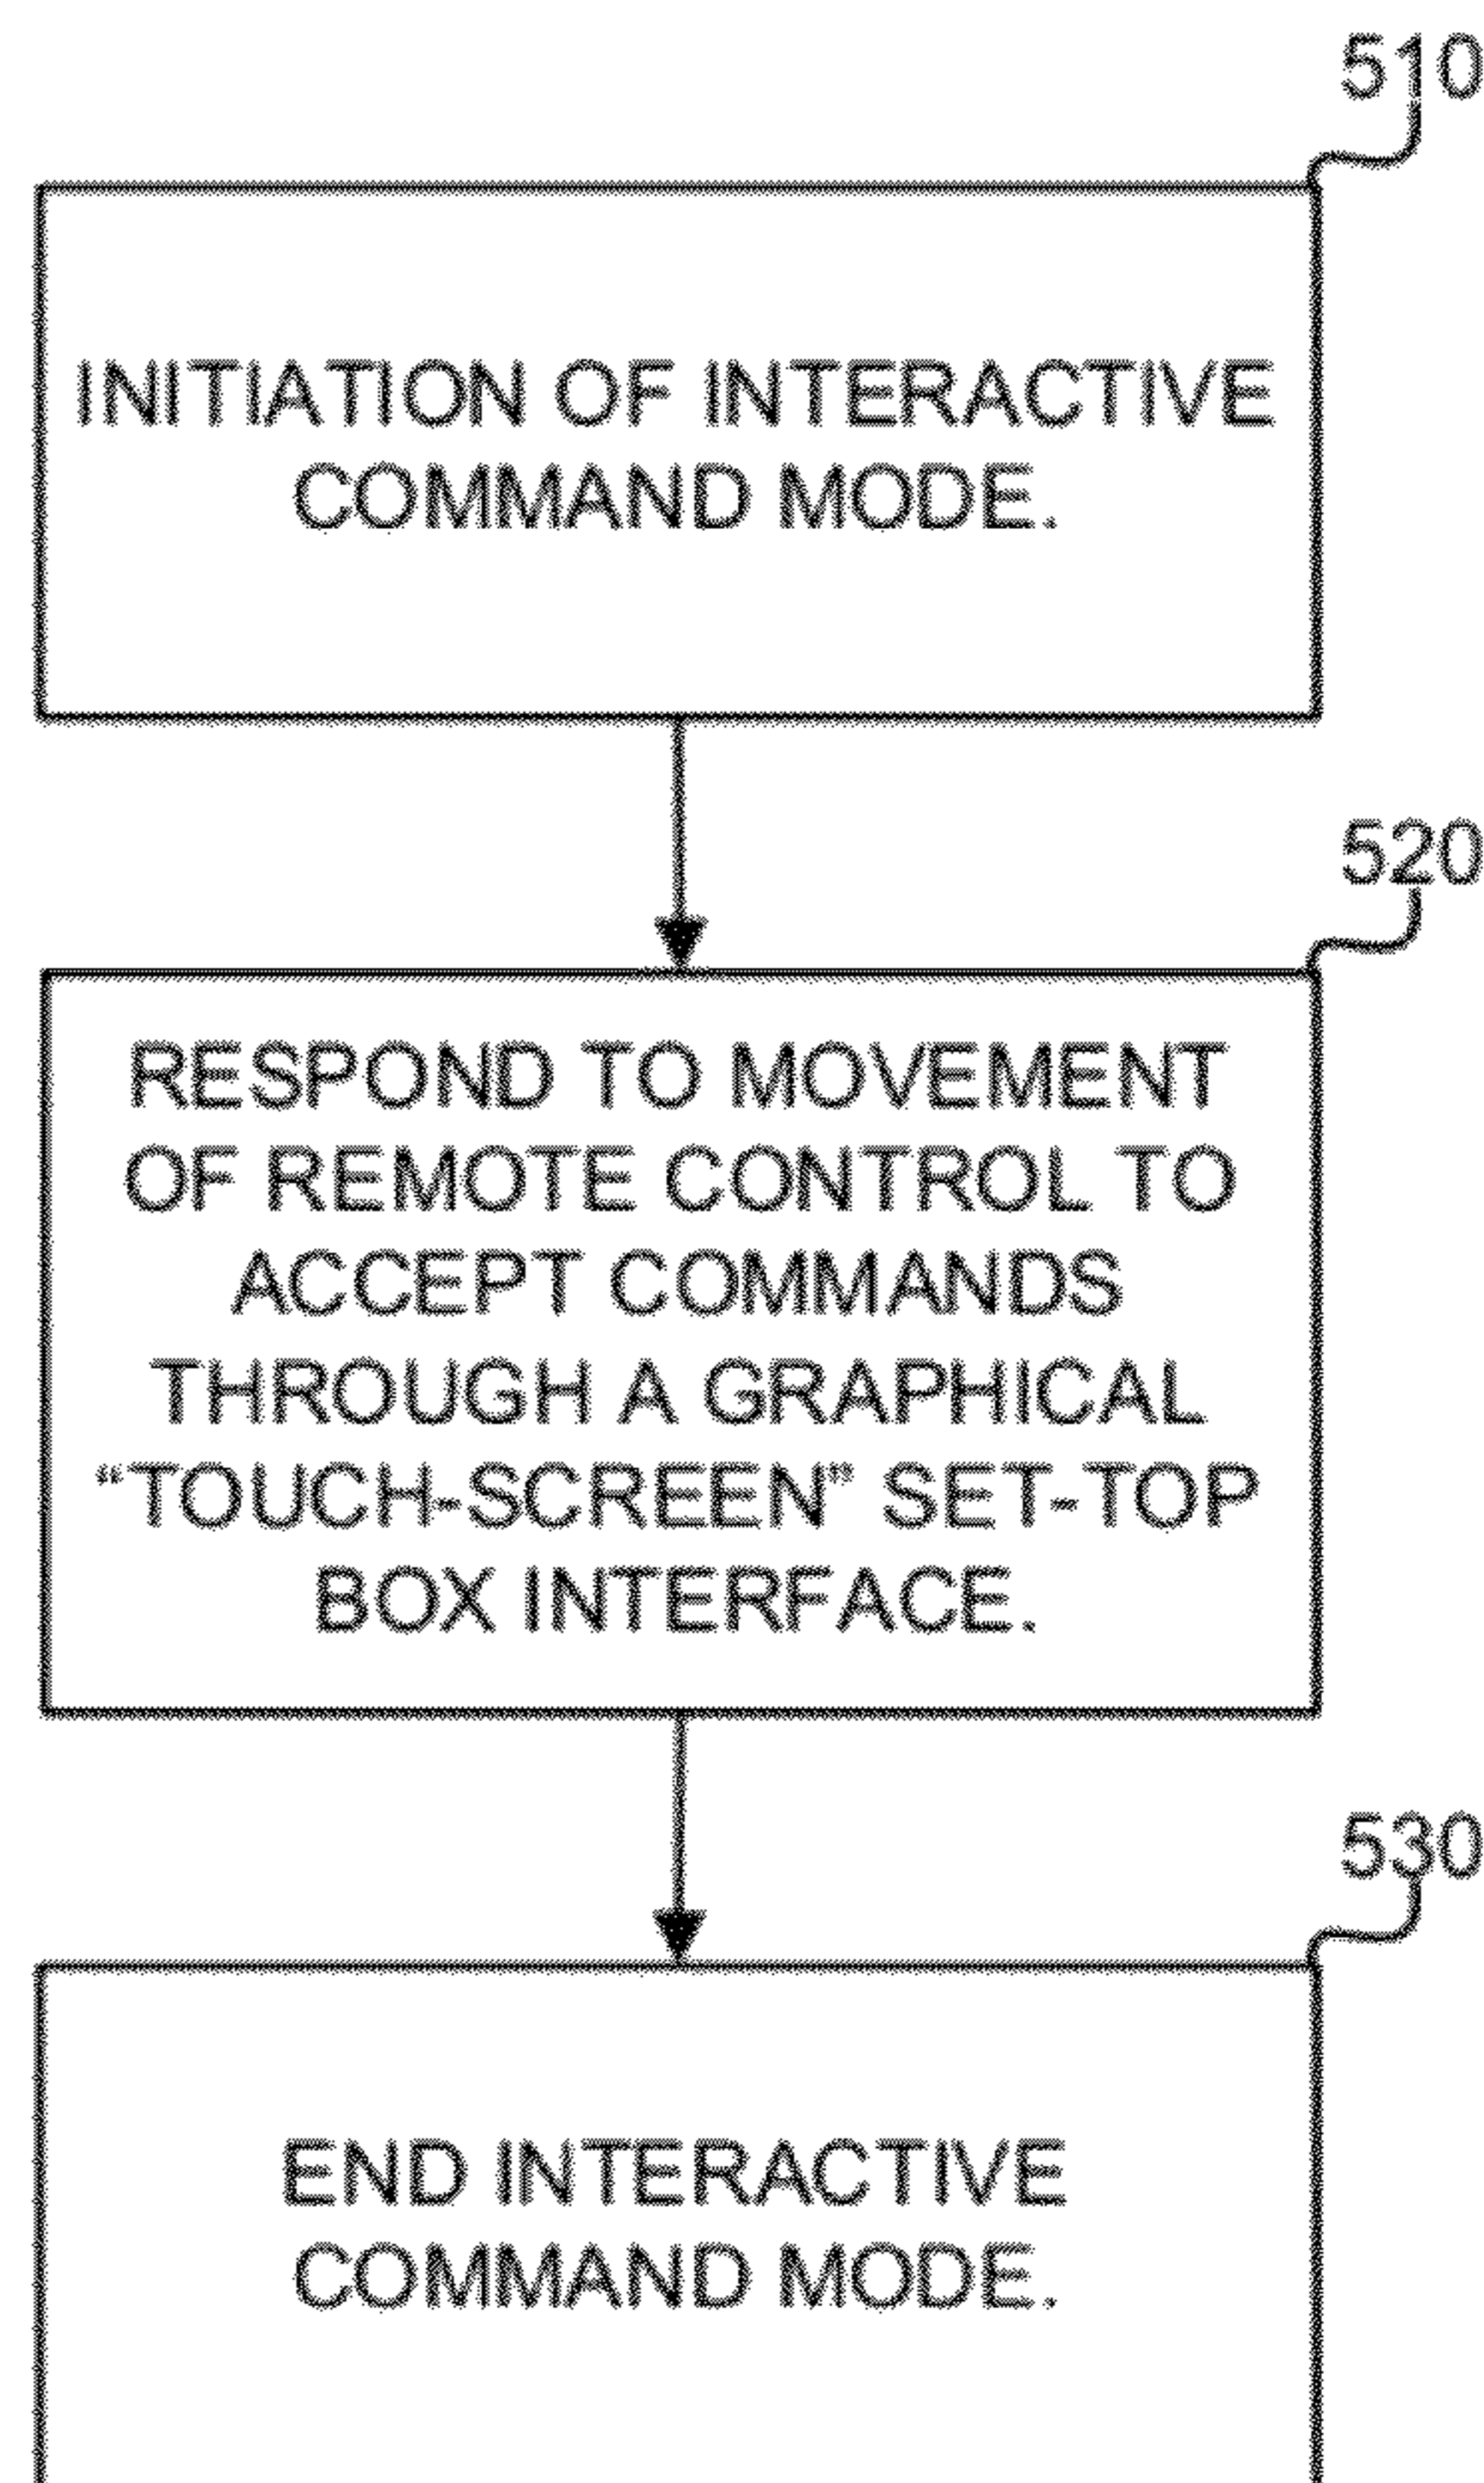 510
INITIATION OF INTERACTIVE
COMMAND MODE.
520
RESPOND TO MOVEMENT
OF REMOTE CONTROL TO
ACCEPT COMMANDS
THROUGH A GRAPHICAL
“TOUCH-SCREEN” SET-TOP
BOX INTERFACE.
530
END INTERACTIVE
COMMAND MODE.